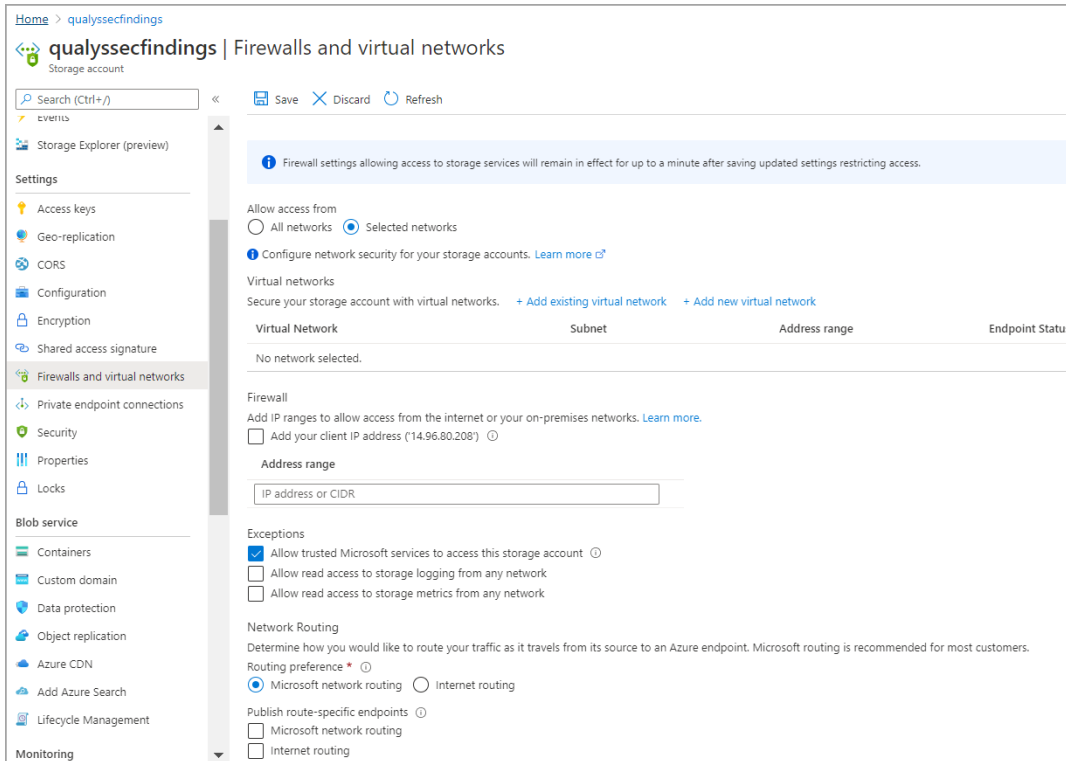 Home > qualyssecfindings
qualyssecfindings | Firewalls and virtual networks
Storage account
Search (Ctrl+/)
«
Save
Discard
Refresh
Events
Storage Explorer (preview)
Settings
Access keys
Geo-replication
CORS
Configuration
Encryption
Shared access signature
Firewalls and virtual networks
Private endpoint connections
Security
Properties
Locks
Blob service
Containers
Custom domain
Data protection
Object replication
Azure CDN
Add Azure Search
Lifecycle Management
Monitoring
Firewall settings allowing access to storage services will remain in effect for up to a minute after saving updated settings restricting access.
Allow access from
All networks Selected networks
Configure network security for your storage accounts. Learn more
Virtual networks
Secure your storage account with virtual networks. + Add existing virtual network + Add new virtual network
Virtual Network Subnet Address range Endpoint Status
No network selected.
Firewall
Add IP ranges to allow access from the internet or your on-premises networks. Learn more.
Add your client IP address ('14.96.80.208')
Address range
IP address or CIDR
Exceptions
Allow trusted Microsoft services to access this storage account
Allow read access to storage logging from any network
Allow read access to storage metrics from any network
Network Routing
Determine how you would like to route your traffic as it travels from its source to an Azure endpoint. Microsoft routing is recommended for most customers.
Routing preference *
Microsoft network routing Internet routing
Publish route-specific endpoints
Microsoft network routing
Internet routing